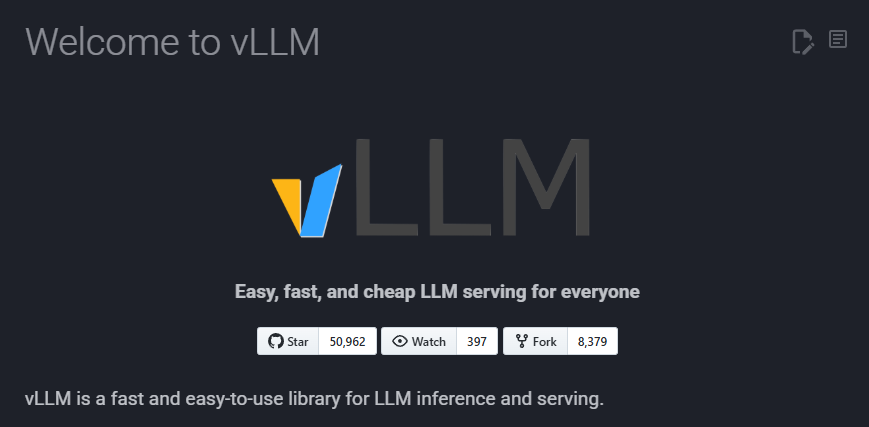 Welcome to vLLM
vLLM
Easy, fast, and cheap LLM serving for everyone
Star 50,962 Watch 397 Fork 8,379
vLLM is a fast and easy-to-use library for LLM inference and serving.